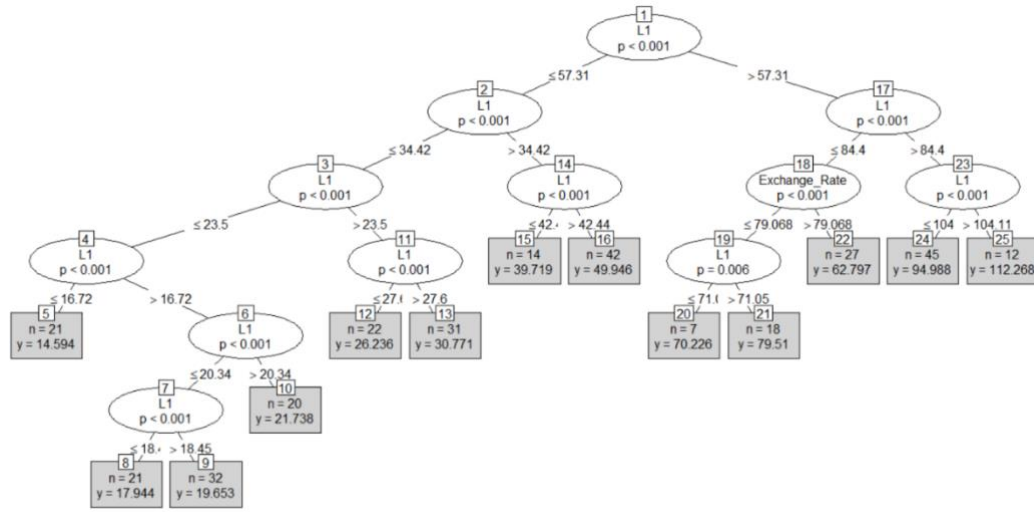 1
L1
p < 0.001
≤57.31
> 57.31
2
L1
p < 0.001
17
L1
p < 0.001
≤ 34.42
> 34.42
≤ 84.4
> 84.4
3
L1
p < 0.001
14
L1
p < 0.001
18
Exchange_Rate
p < 0.001
23
L1
p < 0.001
≤23.5
> 23.5
≤42.4
> 42.44
≤ 79.068
> 79.068
≤ 104
> 104.11
4
L1
p < 0.001
11
L1
p < 0.001
15
n = 14
y = 39.719
16
n = 42
y = 49.946
19
L1
p = 0.006
22
n = 27
y = 62.797
24
n = 45
y = 94.988
25
n = 12
y = 112.268
≤ 16.72
> 16.72
≤27.6
> 27.6
> 71.05
5
n = 21
y = 14.594
6
L1
p < 0.001
12
n = 22
y = 26.236
13
n = 31
y = 30.771
20
n = 7
y = 70.226
21
n = 18
y = 79.51
≤20.34
> 20.34
7
L1
p < 0.001
10
n = 20
y = 21.738
≤ 18.4
> 18.45
8
n = 21
y = 17.944
9
n = 32
y = 19.653